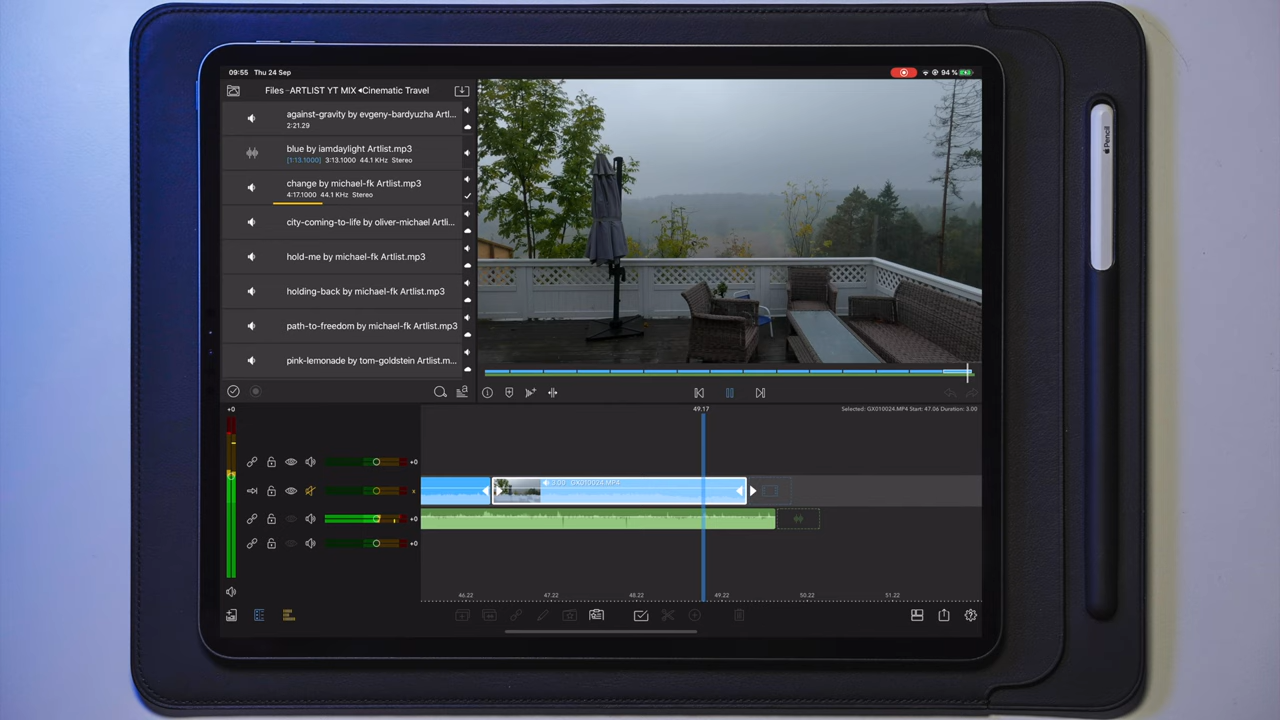 09:55 Thu 24 Sep
94 %
Files -ARTLIST YT MIX ◂Cinematic Travel
against-gravity by evgeny-bardyuzha Artl...
2:21.29
blue by iamdaylight Artlist.mp3
[1:13.1000] 3:13.1000 44.1 KHz Stereo
change by michael-fk Artlist.mp3
4:17.1000 44.1 KHz Stereo
city-coming-to-life by oliver-michael Artli...
hold-me by michael-fk Artlist.mp3
holding-back by michael-fk Artlist.mp3
path-to-freedom by michael-fk Artlist.mp3
pink-lemonade by tom-goldstein Artlist.m...
+0
49.17
Selected: GX010024.MP4 Start: 47.06 Duration: 3.00
+0
3.00 GX010024.MP4
x
+0
+0
46.22 47.22 48.22 49.22 50.22 51.22
Pencil